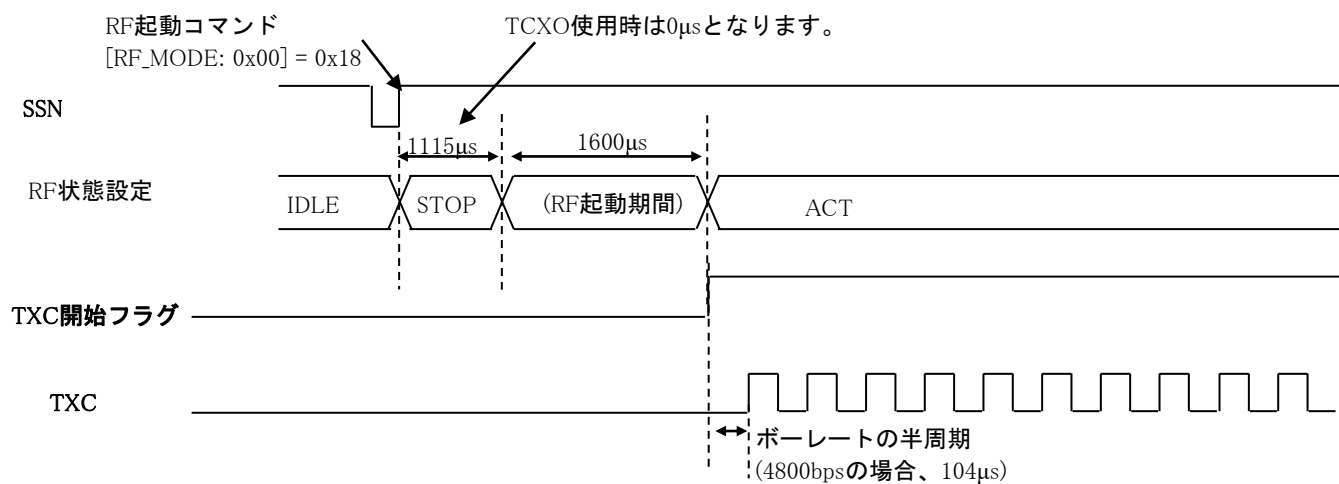 RF起動コマンド
[RF_MODE: 0x00] = 0x18
TCXO使用時は0μsとなります。
SSN
1115μs
1600μs
RF状態設定
IDLE
STOP
(RF起動期間)
ACT
TXC開始フラグ
TXC
ボーレートの半周期
(4800bpsの場合、104μs)